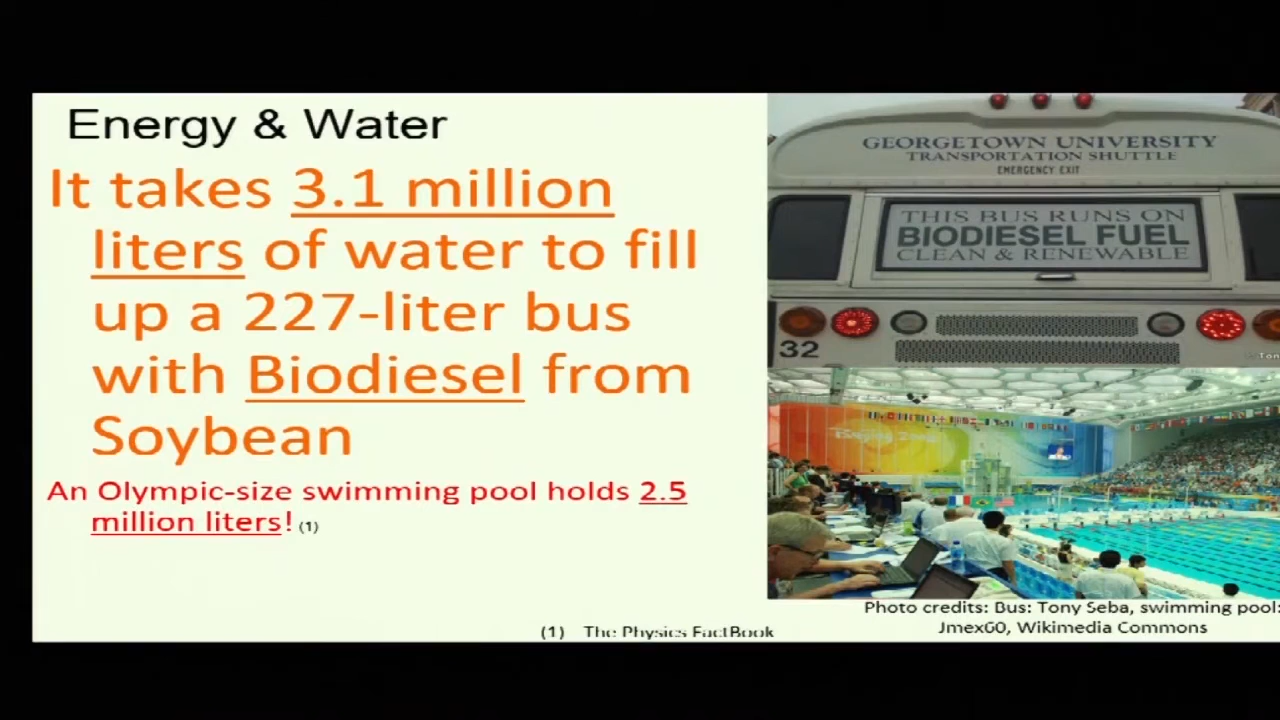 Energy & Water
It takes 3.1 million
liters of water to fill
up a 227-liter bus
with Biodiesel from
Soybean
An Olympic-size swimming pool holds 2.5
million liters! (1)
(1) The Physics FactBook
GEORGETOWN UNIVERSITY
TRANSPORTATION SHUTTLE
EMERGENCY EXIT
THIS BUS RUNS ON
BIODIESEL FUEL
CLEAN & RENEWABLE
32
© Ton
Beijing 2008
Photo credits: Bus: Tony Seba, swimming pool:
Jmex60, Wikimedia Commons